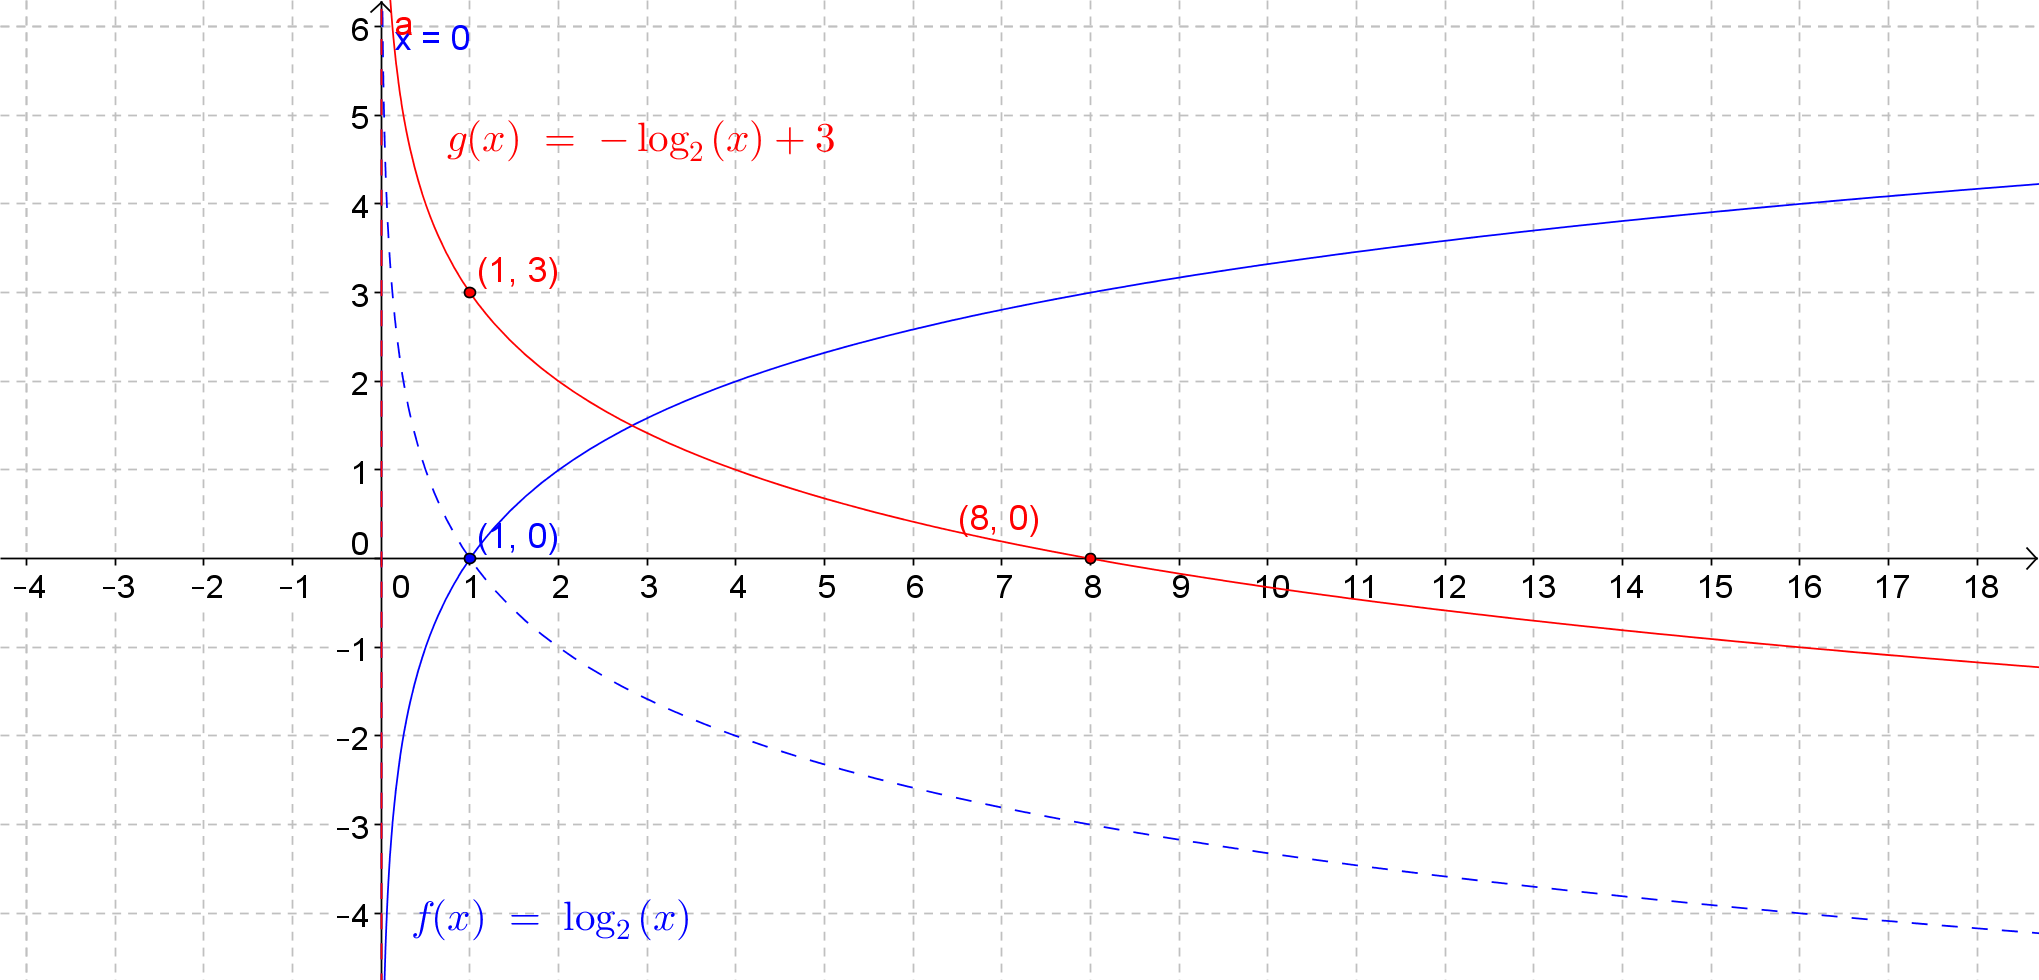 6
a
x = 0
5
g(x) = −log₂(x) + 3
4
(1, 3)
3
2
1
(8, 0)
(1, 0)
0
−4 −3 −2 −1 0 1 2 3 4 5 6 7 8 9 10 11 12 13 14 15 16 17 18
−1
−2
−3
−4
f(x) = log₂(x)